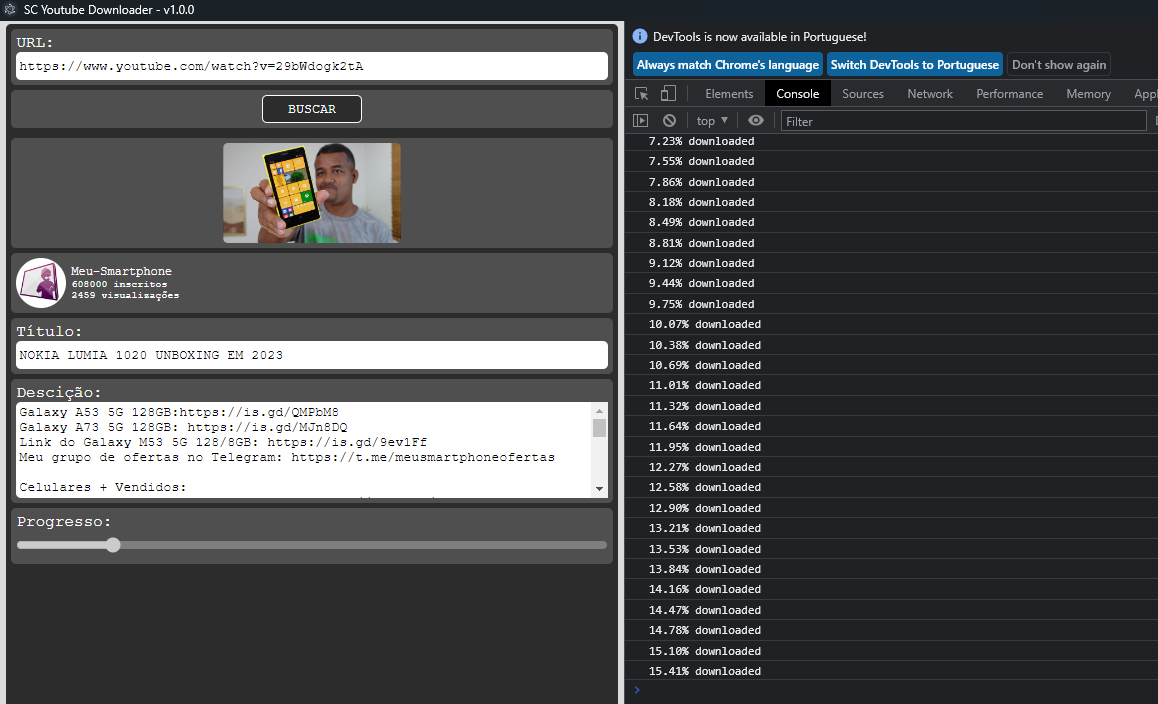 SC Youtube Downloader - v1.0.0
URL:
https://www.youtube.com/watch?v=29bWdogk2tA
BUSCAR
Meu-Smartphone
608000 inscritos
2459 visualizações
Título:
NOKIA LUMIA 1020 UNBOXING EM 2023
Descição:
Galaxy A53 5G 128GB:https://is.gd/QMPbM8
Galaxy A73 5G 128GB: https://is.gd/MJn8DQ
Link do Galaxy M53 5G 128/8GB: https://is.gd/9ev1Ff
Meu grupo de ofertas no Telegram: https://t.me/meusmartphoneofertas
Celulares + Vendidos:
Progresso:
DevTools is now available in Portuguese!
Always match Chrome's language Switch DevTools to Portuguese Don't show again
Elements Console Sources Network Performance Memory Appl
top Filter
7.23% downloaded
7.55% downloaded
7.86% downloaded
8.18% downloaded
8.49% downloaded
8.81% downloaded
9.12% downloaded
9.44% downloaded
9.75% downloaded
10.07% downloaded
10.38% downloaded
10.69% downloaded
11.01% downloaded
11.32% downloaded
11.64% downloaded
11.95% downloaded
12.27% downloaded
12.58% downloaded
12.90% downloaded
13.21% downloaded
13.53% downloaded
13.84% downloaded
14.16% downloaded
14.47% downloaded
14.78% downloaded
15.10% downloaded
15.41% downloaded